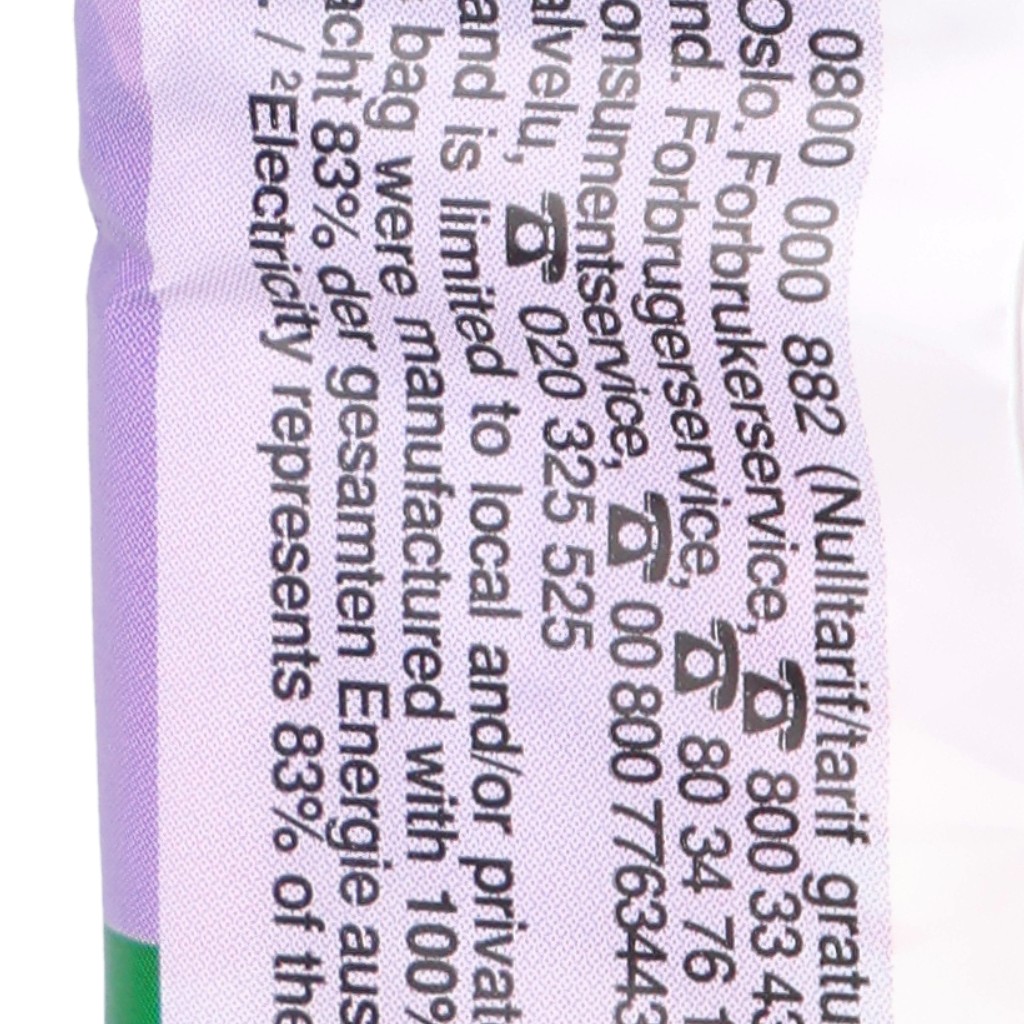 0800 000 882 (Nulltarif/tarif gratu
Oslo. Forbrukerservice, ☎ 800 33 43
nd. Forbrugerservice, ☎ 80 34 76 1
onsumentservice, ☎ 00 800 7763443
alvelu, ☎ 020 325 525
and is limited to local and/or privat
bag were manufactured with 100%
acht 83% der gesamten Energie aus
. / ²Electricity represents 83% of the